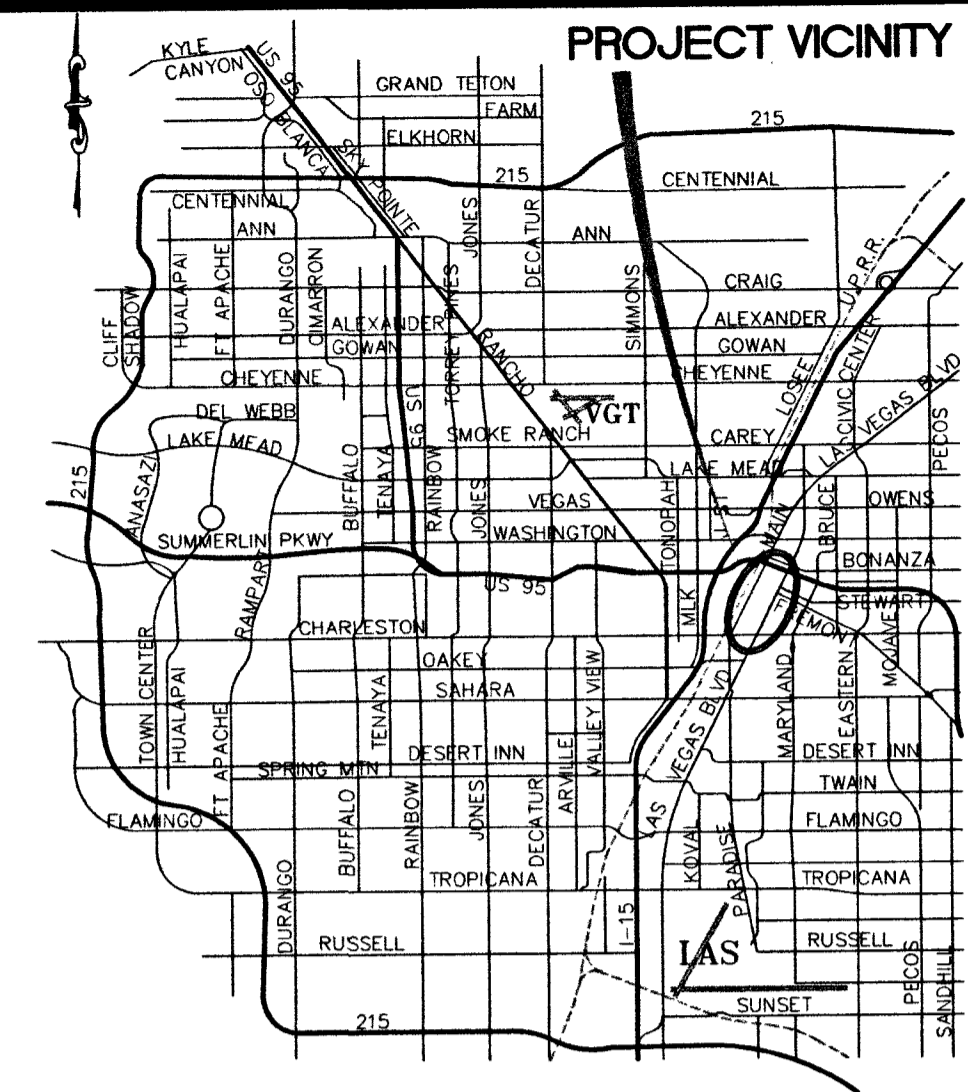 PROJECT VICINITY
KYLE
CANYON
US 95
OSO BLANCA
GRAND TETON
FARM
ELKHORN
SKY POINTE
215
215
CENTENNIAL
CENTENNIAL
ANN
ANN
JONES
DECATUR
CLIFF
SHADOW
HUALAPAI
FT APACHE
DURANGO
CIMARRON
ALEXANDER
GOWAN
CHEYENNE
TORREY PINES
RANCHO
SIMMONS
CRAIG
ALEXANDER
GOWAN
CHEYENNE
U.P.R.R.
LOSEE
CIVIC CENTER
LAS VEGAS BLVD
PECOS
DEL WEBB
LAKE MEAD
US 95
VGT
SMOKE RANCH
CAREY
LAKE MEAD
215
ANASAZI
BUFFALO
TENAYA
RAINBOW
JONES
VEGAS
WASHINGTON
TONOPAH
J ST
MAIN
BRUCE
OWENS
SUMMERLIN PKWY
BONANZA
US 95
RAMPART
MLK
STEWART
FREMONT
MOJAVE
CHARLESTON
OAKEY
SAHARA
TOWN CENTER
HUALAPAI
FT APACHE
TENAYA
VALLEY VIEW
LAS VEGAS BLVD
MARYLAND
EASTERN
DESERT INN
DESERT INN
SPRING MTN
ARVILLE
TWAIN
FLAMINGO
BUFFALO
RAINBOW
JONES
DECATUR
KOVAL
PARADISE
FLAMINGO
TROPICANA
TROPICANA
DURANGO
RUSSELL
I-15
LAS
RUSSELL
PECOS
SANDHILL
SUNSET
215